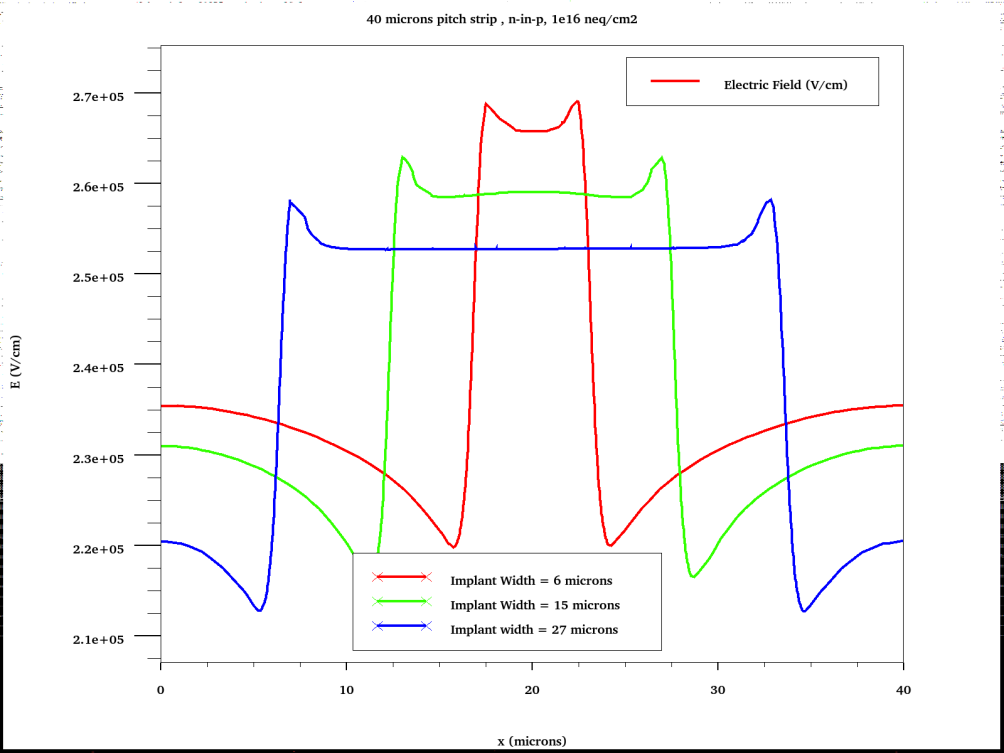 40 microns pitch strip , n-in-p, 1e16 neq/cm2
Electric Field (V/cm)
2.7e+05
2.6e+05
2.5e+05
2.4e+05
2.3e+05
2.2e+05
2.1e+05
E (V/cm)
Implant Width = 6 microns
Implant Width = 15 microns
Implant width = 27 microns
0 10 20 30 40
x (microns)